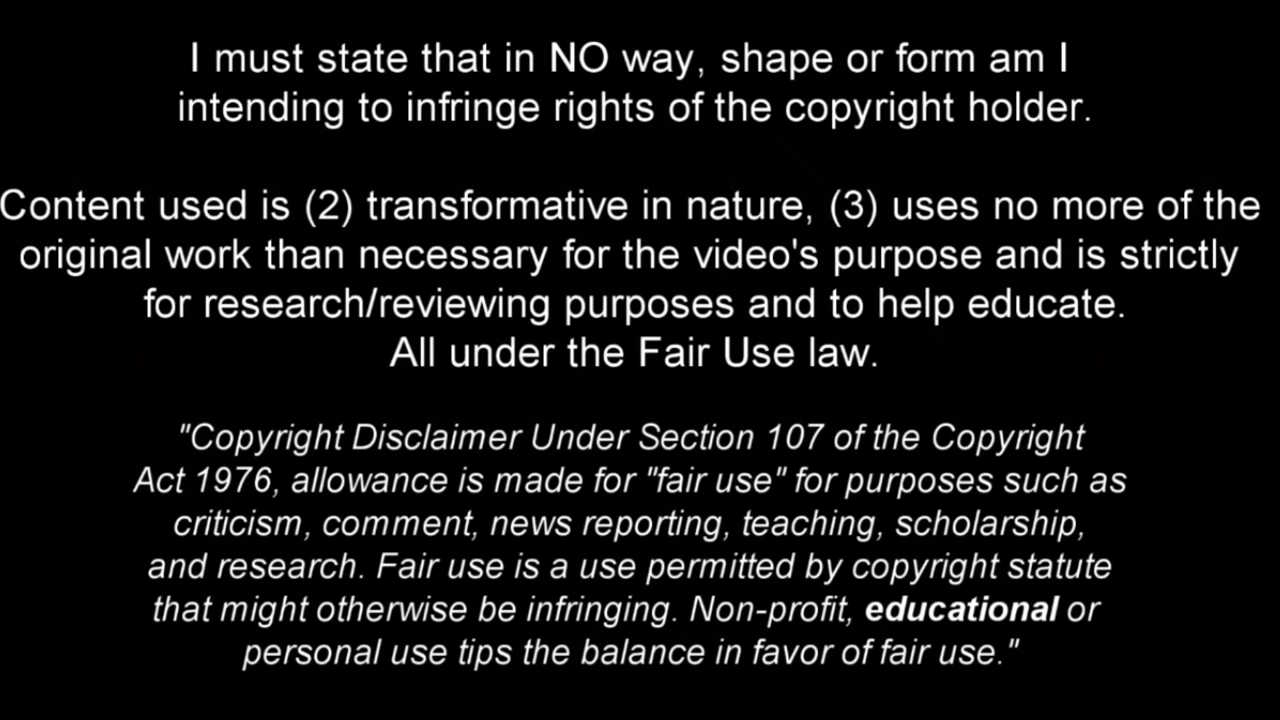 I must state that in NO way, shape or form am I
intending to infringe rights of the copyright holder.
Content used is (2) transformative in nature, (3) uses no more of the
original work than necessary for the video's purpose and is strictly
for research/reviewing purposes and to help educate.
All under the Fair Use law.
"Copyright Disclaimer Under Section 107 of the Copyright
Act 1976, allowance is made for "fair use" for purposes such as
criticism, comment, news reporting, teaching, scholarship,
and research. Fair use is a use permitted by copyright statute
that might otherwise be infringing. Non-profit, educational or
personal use tips the balance in favor of fair use."